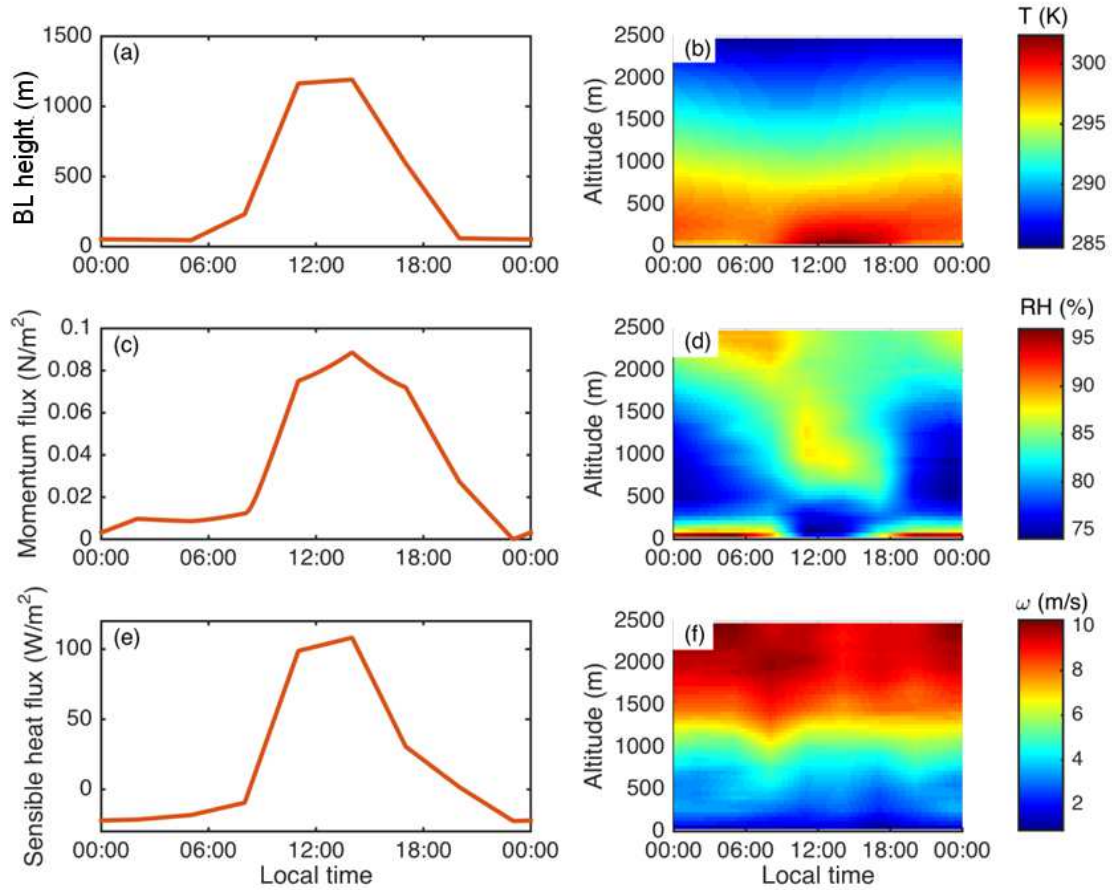 (a)
BL height (m)
1500
1000
500
0
00:00 06:00 12:00 18:00 00:00
(b)
Altitude (m)
2500
2000
1500
1000
500
0
00:00 06:00 12:00 18:00 00:00
T (K)
300
295
290
285
(c)
Momentum flux (N/m²)
0.1
0.08
0.06
0.04
0.02
0
00:00 06:00 12:00 18:00 00:00
(d)
Altitude (m)
2500
2000
1500
1000
500
0
00:00 06:00 12:00 18:00 00:00
RH (%)
95
90
85
80
75
(e)
Sensible heat flux (W/m²)
100
50
0
00:00 06:00 12:00 18:00 00:00
Local time
(f)
Altitude (m)
2500
2000
1500
1000
500
0
00:00 06:00 12:00 18:00 00:00
Local time
ω (m/s)
10
8
6
4
2